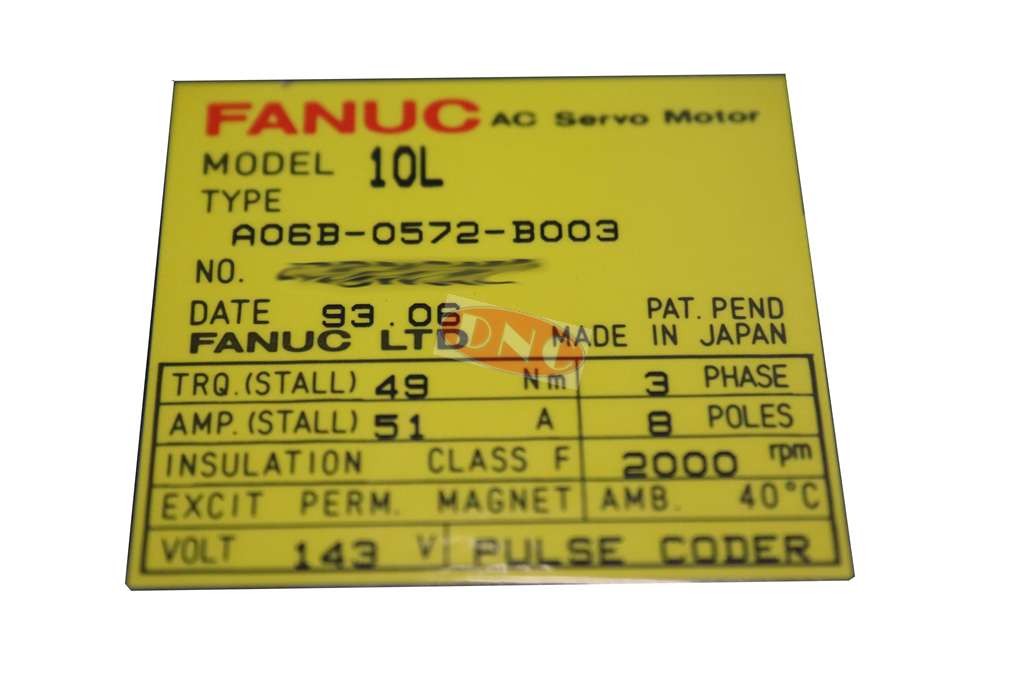 FANUC AC Servo Motor
MODEL 10L
TYPE
A06B-0572-B003
NO.
DATE 93.06 PAT. PEND
FANUC LTD MADE IN JAPAN
DNC
TRQ.(STALL) 49 Nm 3 PHASE
AMP.(STALL) 51 A 8 POLES
INSULATION CLASS F 2000 rpm
EXCIT PERM. MAGNET AMB. 40°C
VOLT 143 V PULSE CODER